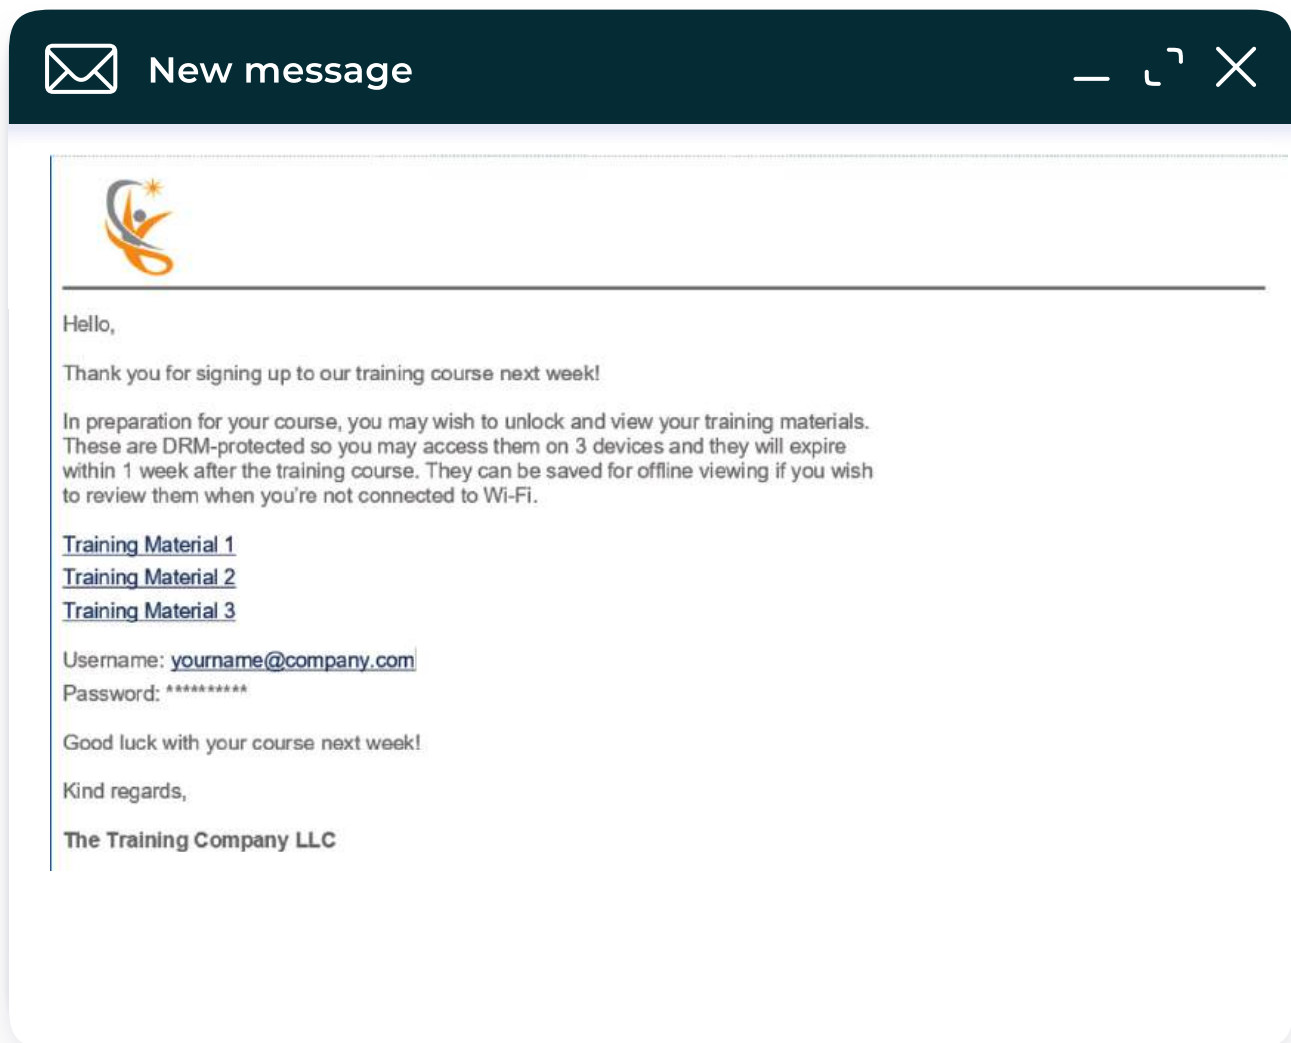 New message
Hello,
Thank you for signing up to our training course next week!
In preparation for your course, you may wish to unlock and view your training materials.
These are DRM-protected so you may access them on 3 devices and they will expire
within 1 week after the training course. They can be saved for offline viewing if you wish
to review them when you're not connected to Wi-Fi.
Training Material 1
Training Material 2
Training Material 3
Username: yourname@company.com
Password: **********
Good luck with your course next week!
Kind regards,
The Training Company LLC